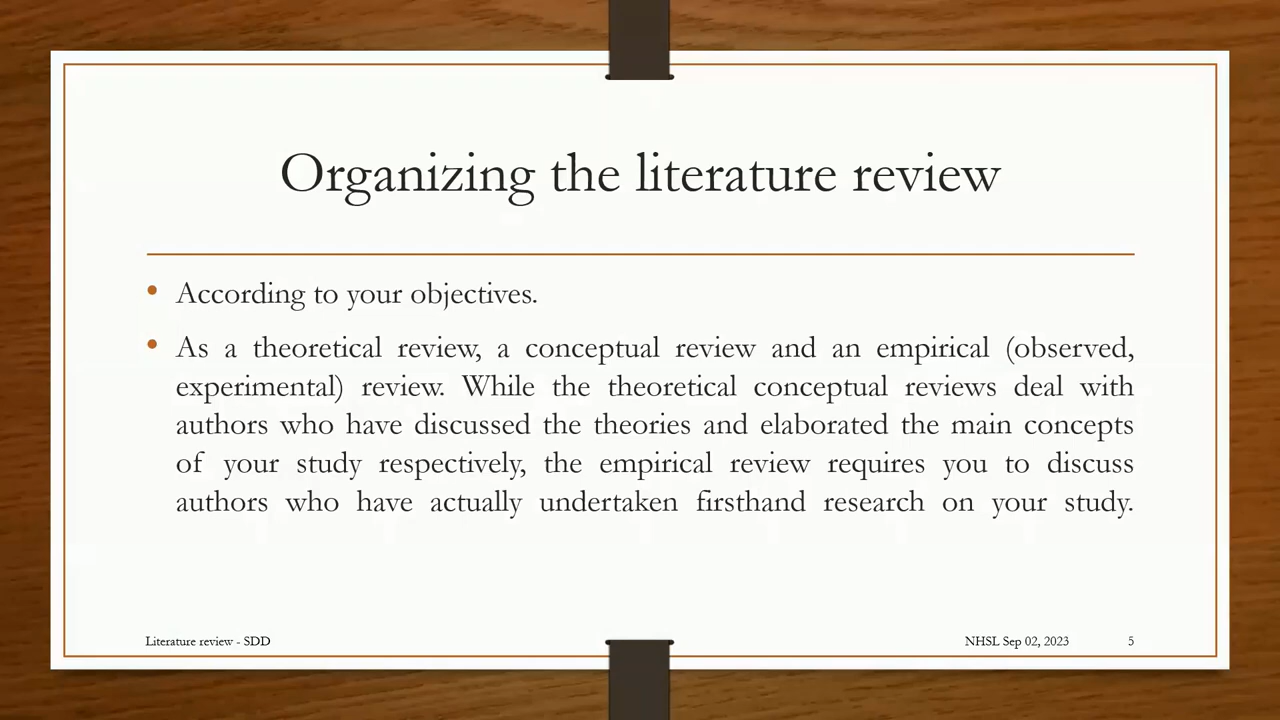 Organizing the literature review
• According to your objectives.
• As a theoretical review, a conceptual review and an empirical (observed,
experimental) review. While the theoretical conceptual reviews deal with
authors who have discussed the theories and elaborated the main concepts
of your study respectively, the empirical review requires you to discuss
authors who have actually undertaken firsthand research on your study.
Literature review - SDD
NHSL Sep 02, 2023
5